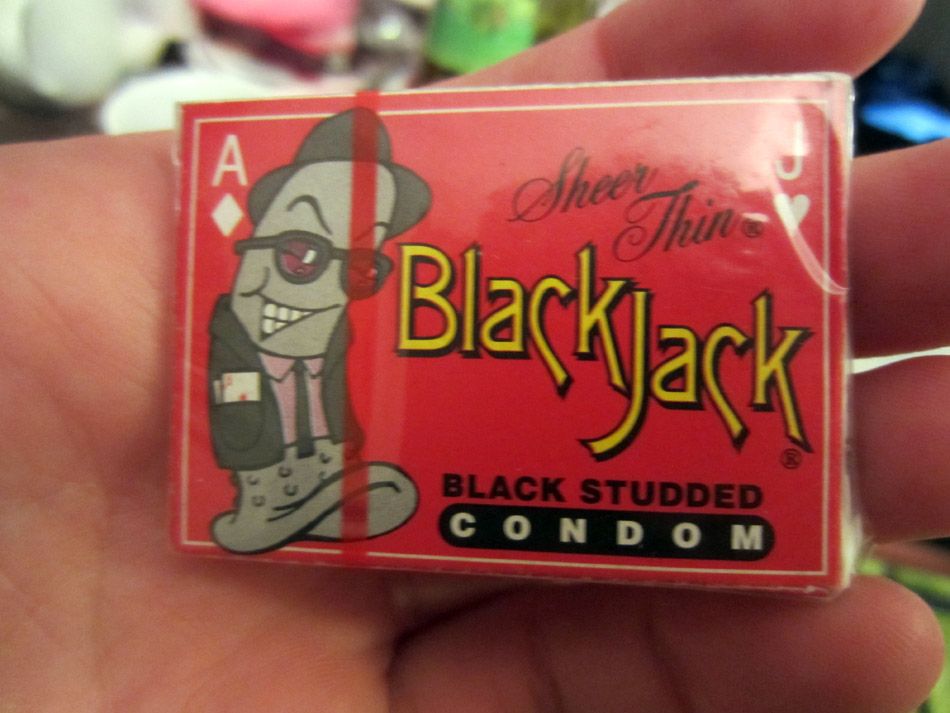 A
J
Sheer
Thin®
BlackJack®
BLACK STUDDED
CONDOM